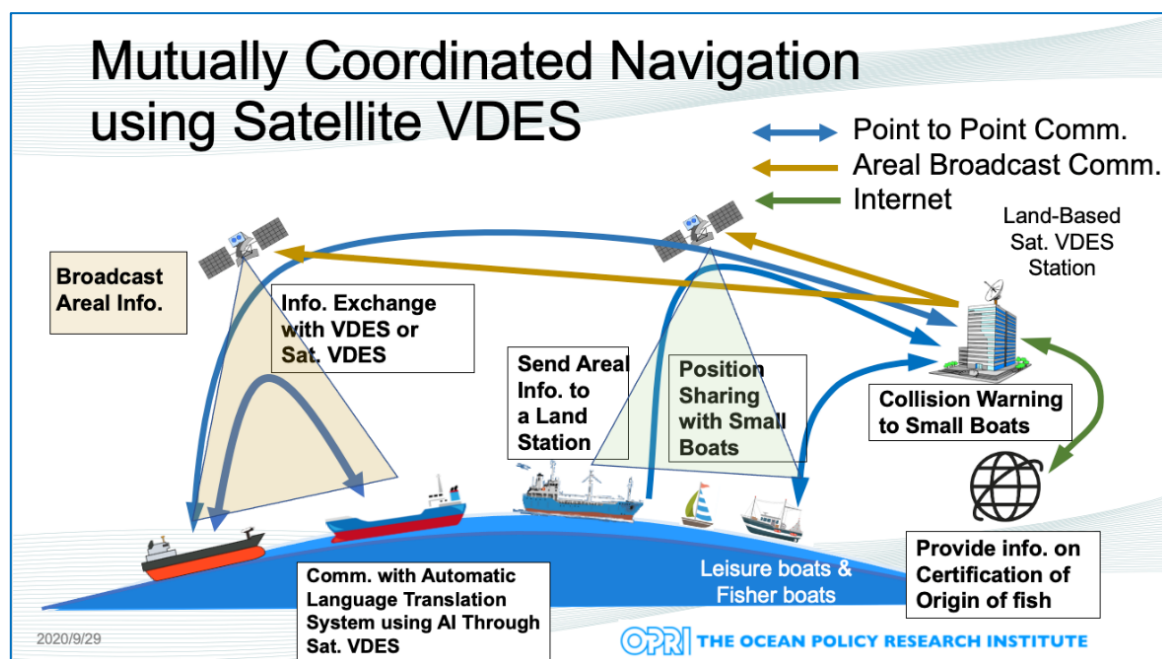 Mutually Coordinated Navigation
using Satellite VDES
Point to Point Comm.
Areal Broadcast Comm.
Internet
Land-Based
Sat. VDES
Station
Broadcast
Areal Info.
Info. Exchange
with VDES or
Sat. VDES
Send Areal
Info. to
a Land
Station
Position
Sharing
with Small
Boats
Collision Warning
to Small Boats
Leisure boats &
Fisher boats
Provide info. on
Certification of
Origin of fish
Comm. with Automatic
Language Translation
System using AI Through
Sat. VDES
2020/9/29
OPRI THE OCEAN POLICY RESEARCH INSTITUTE